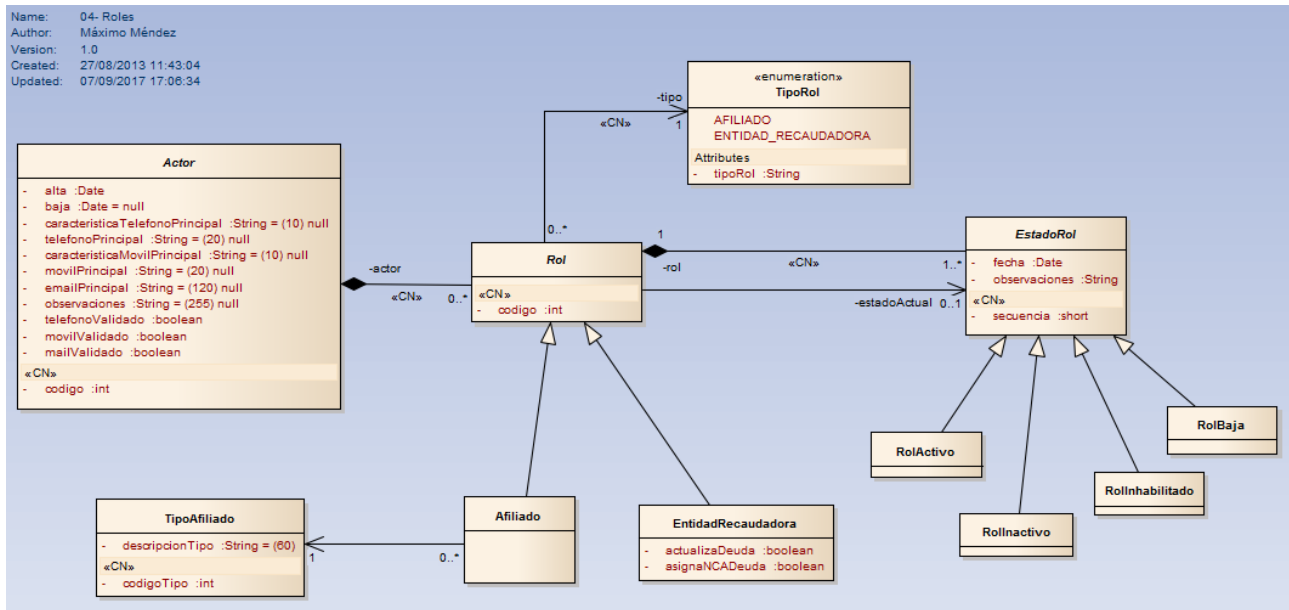 Name: 04- Roles
Author: Máximo Méndez
Version: 1.0
Created: 27/08/2013 11:43:04
Updated: 07/09/2017 17:06:34
«enumeration»
TipoRol
AFILIADO
ENTIDAD_RECAUDADORA
Attributes
- tipoRol :String
-tipo
«CN»
1
0..*
Actor
- alta :Date
- baja :Date = null
- caracteristicaTelefonoPrincipal :String = (10) null
- telefonoPrincipal :String = (20) null
- caracteristicaMovilPrincipal :String = (10) null
- movilPrincipal :String = (20) null
- emailPrincipal :String = (120) null
- observaciones :String = (255) null
- telefonoValidado :boolean
- movilValidado :boolean
- mailValidado :boolean
«CN»
- codigo :int
-actor
«CN»
0..*
Rol
«CN»
- codigo :int
1
-rol
«CN»
1..*
-estadoActual 0..1
EstadoRol
- fecha :Date
- observaciones :String
«CN»
- secuencia :short
RolActivo
RolInactivo
RolInhabilitado
RolBaja
TipoAfiliado
- descripcionTipo :String = (60)
«CN»
- codigoTipo :int
1
0..*
Afiliado
EntidadRecaudadora
- actualizaDeuda :boolean
- asignaNCADeuda :boolean